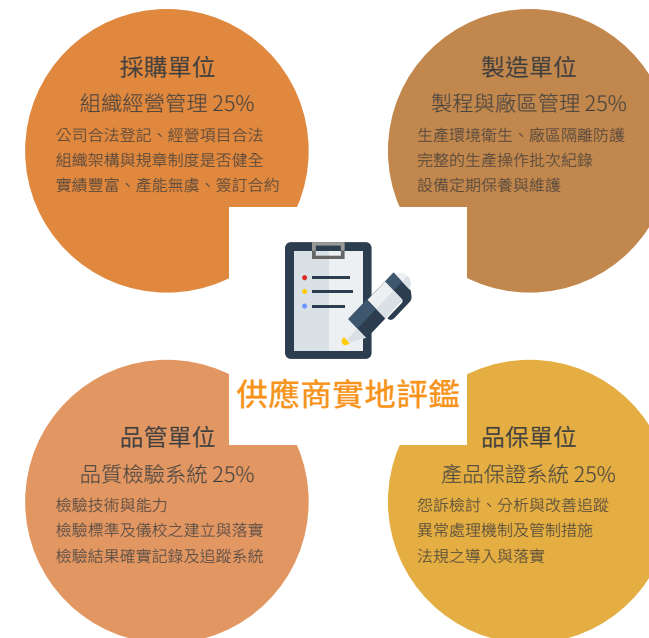 採購單位
組織經營管理 25%
公司合法登記、經營項目合法
組織架構與規章制度是否健全
實績豐富、產能無虞、簽訂合約
製造單位
製程與廠區管理 25%
生產環境衛生、廠區隔離防護
完整的生產操作批次紀錄
設備定期保養與維護
供應商實地評鑑
品管單位
品質檢驗系統 25%
檢驗技術與能力
檢驗標準及儀校之建立與落實
檢驗結果確實記錄及追蹤系統
品保單位
產品保證系統 25%
怨訴檢討、分析與改善追蹤
異常處理機制及管制措施
法規之導入與落實